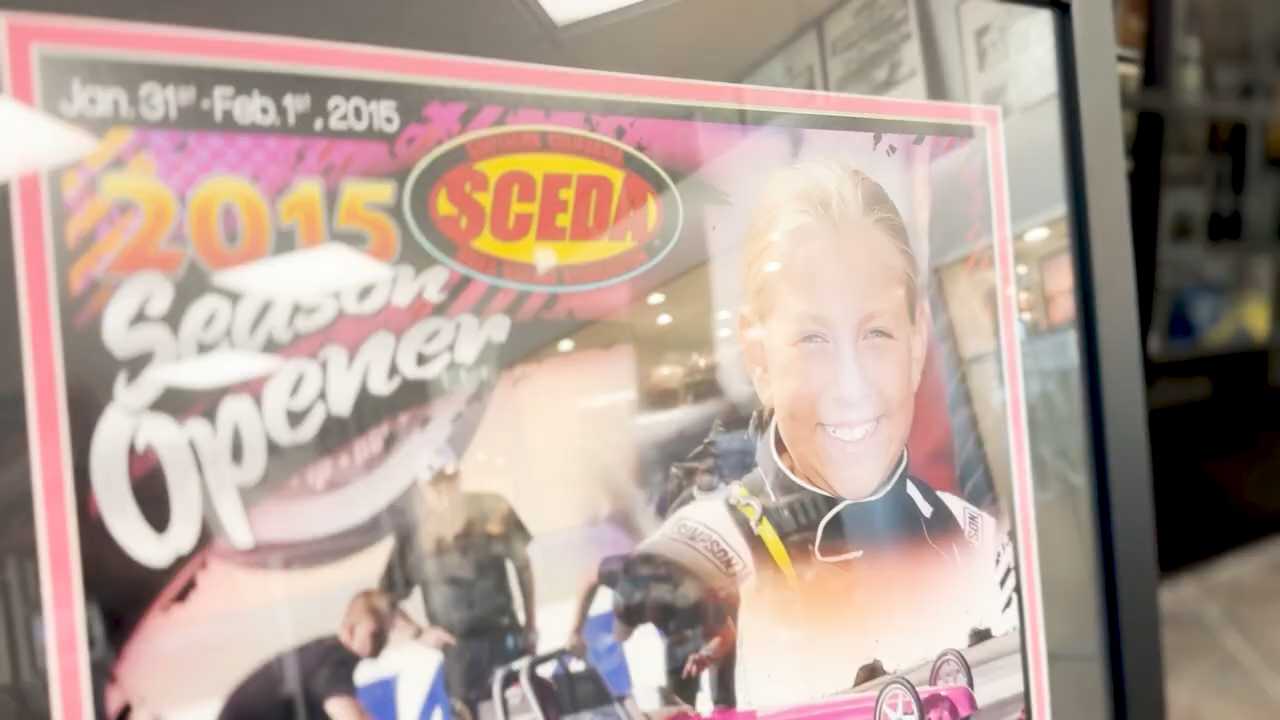 Jan. 31st - Feb. 1st, 2015
2015
SCEDA
Season
Opener
SIMPSON